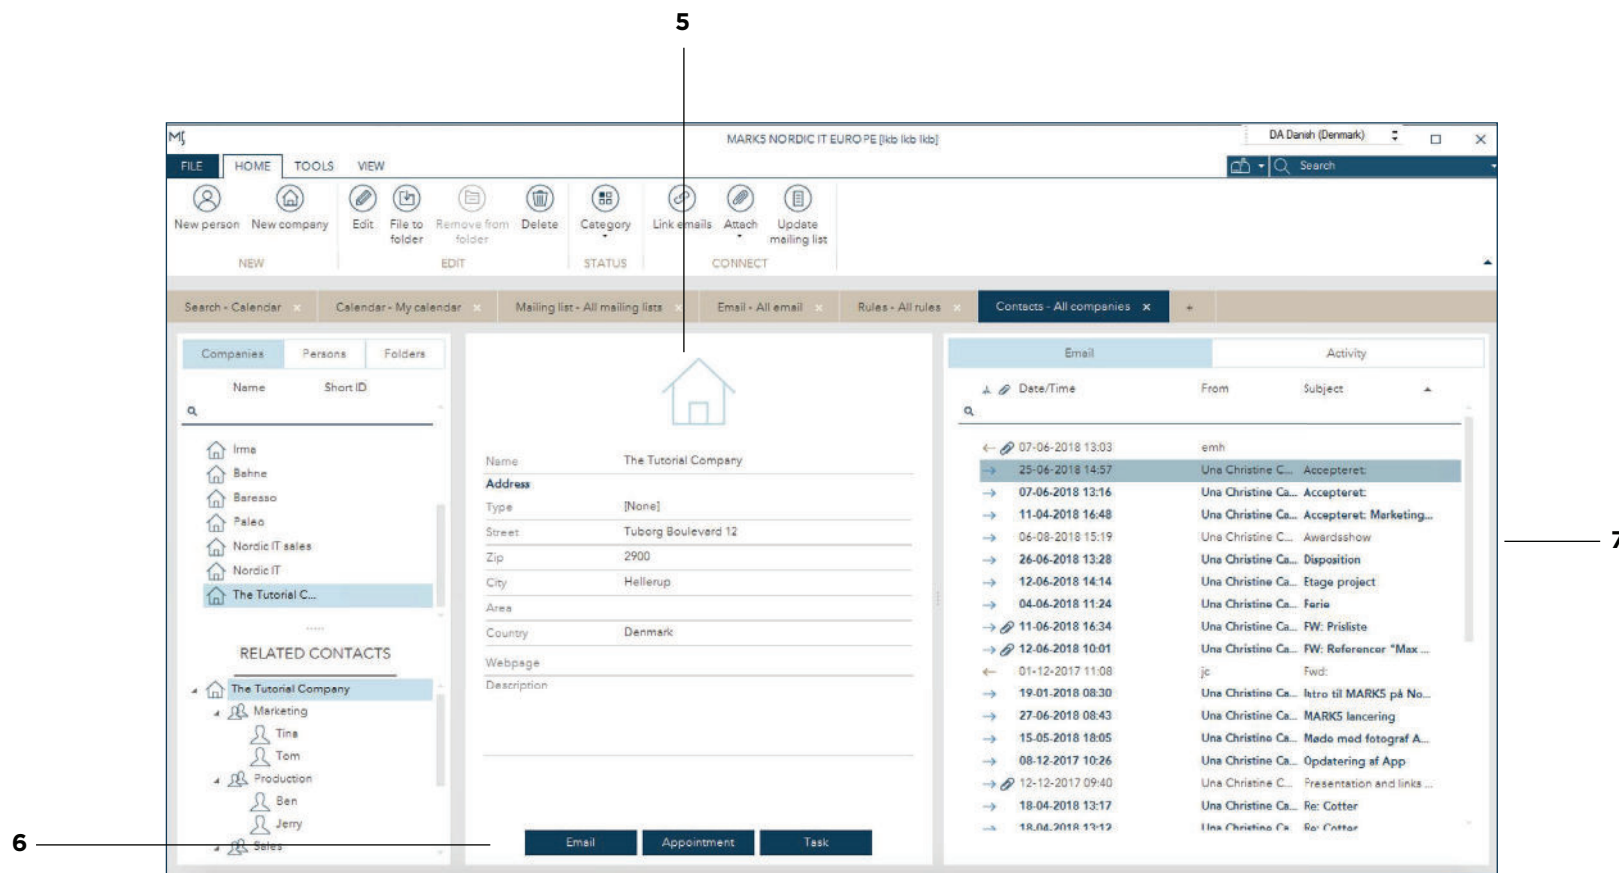 5
MARK5 NORDIC IT EUROPE [lkb lkb lkb]
DA Danish (Denmark)
FILE HOME TOOLS VIEW
Search
New person New company Edit File to folder Remove from folder Delete Category Link emails Attach Update mailing list
NEW EDIT STATUS CONNECT
Search - Calendar x Calendar - My calendar x Mailing list - All mailing lists x Email - All email x Rules - All rules x Contacts - All companies x +
Companies Persons Folders
Name Short ID
Irma
Bahne
Baresso
Paleo
Nordic IT sales
Nordic IT
The Tutorial C...
RELATED CONTACTS
The Tutorial Company
Marketing
Tina
Tom
Production
Ben
Jerry
Sales
Name The Tutorial Company
Address
Type [None]
Street Tuborg Boulevard 12
Zip 2900
City Hellerup
Area
Country Denmark
Webpage
Description
Email Appointment Task
Email Activity
Date/Time From Subject
07-06-2018 13:03 emh
25-06-2018 14:57 Una Christine C... Accepteret:
07-06-2018 13:16 Una Christine Ca... Accepteret:
11-04-2018 16:48 Una Christine Ca... Accepteret: Marketing...
06-08-2018 15:19 Una Christine C... Awardsshow
26-06-2018 13:28 Una Christine Ca... Disposition
12-06-2018 14:14 Una Christine Ca... Etage project
04-06-2018 11:24 Una Christine Ca... Ferie
11-06-2018 16:34 Una Christine Ca... FW: Prisliste
12-06-2018 10:01 Una Christine Ca... FW: Referencer "Max ...
01-12-2017 11:08 jc Fwd:
19-01-2018 08:30 Una Christine Ca... Intro til MARK5 på No...
27-06-2018 08:43 Una Christine Ca... MARK5 lancering
15-05-2018 18:05 Una Christine Ca... Møde med fotograf A...
08-12-2017 10:26 Una Christine Ca... Opdatering af App
12-12-2017 09:40 Una Christine C... Presentation and links ...
18-04-2018 13:17 Una Christine Ca... Re: Cotter
18-04-2018 13:12 Una Christine Ca... Re: Cotter
6
7